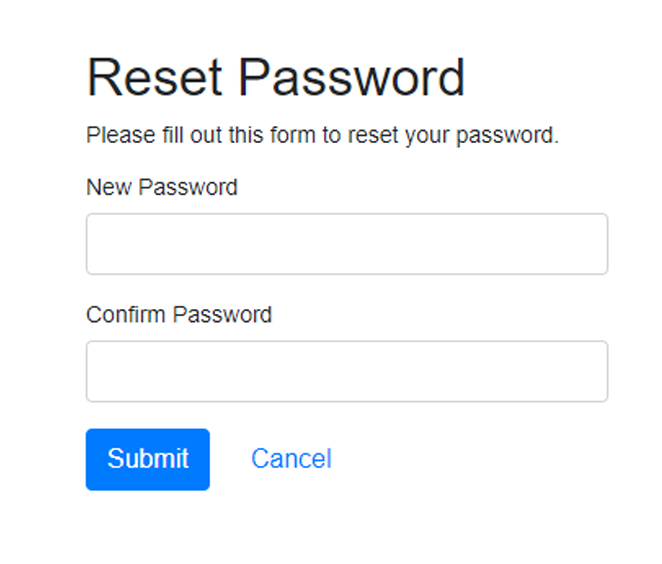 Reset Password
Please fill out this form to reset your password.
New Password
Confirm Password
Submit Cancel